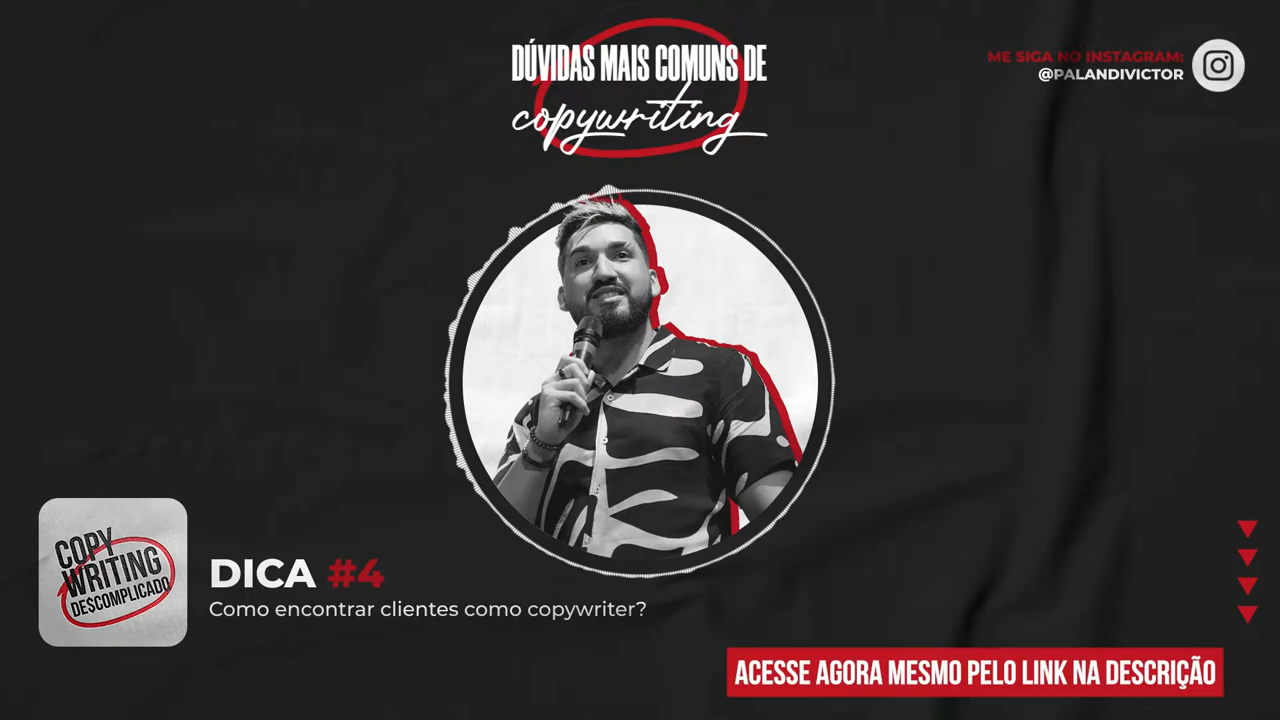 DÚVIDAS MAIS COMUNS DE
copywriting
ME SIGA NO INSTAGRAM:
@PALANDIVICTOR
COPY
WRITING
DESCOMPLICADO
DICA #4
Como encontrar clientes como copywriter?
ACESSE AGORA MESMO PELO LINK NA DESCRIÇÃO